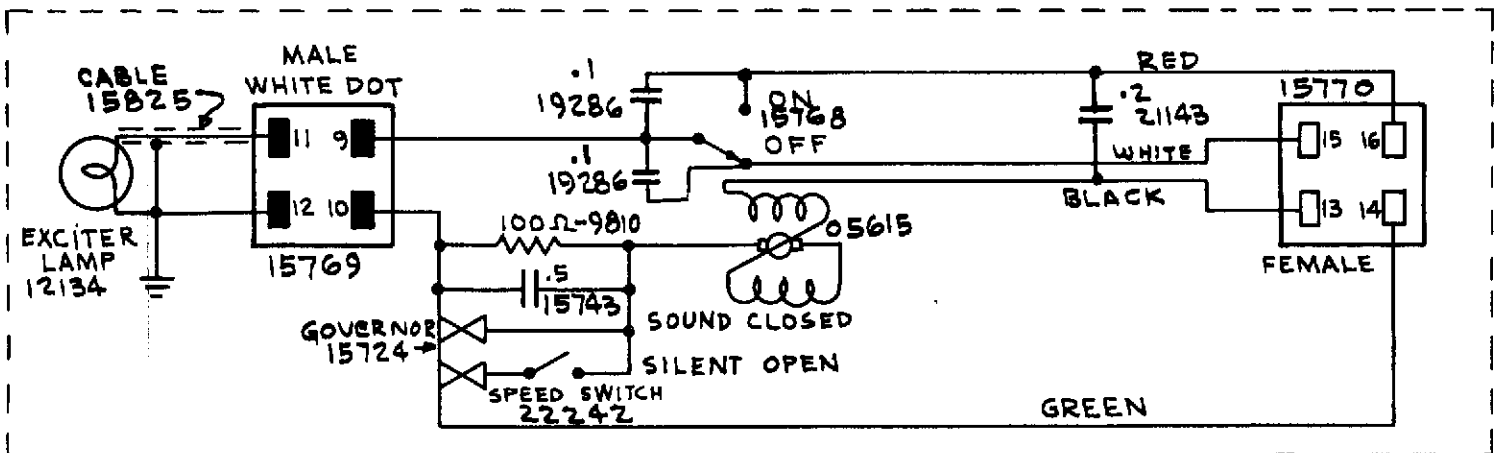 CABLE
15825
MALE
WHITE DOT
11 9
12 10
15769
EXCITER
LAMP
12134
.1
19286
.1
19286
ON
15768
OFF
RED
.2
21143
WHITE
BLACK
15770
15 16
13 14
FEMALE
100Ω-9810
.5
15743
05615
GOVERNOR
15724
SOUND CLOSED
SILENT OPEN
SPEED SWITCH
22242
GREEN